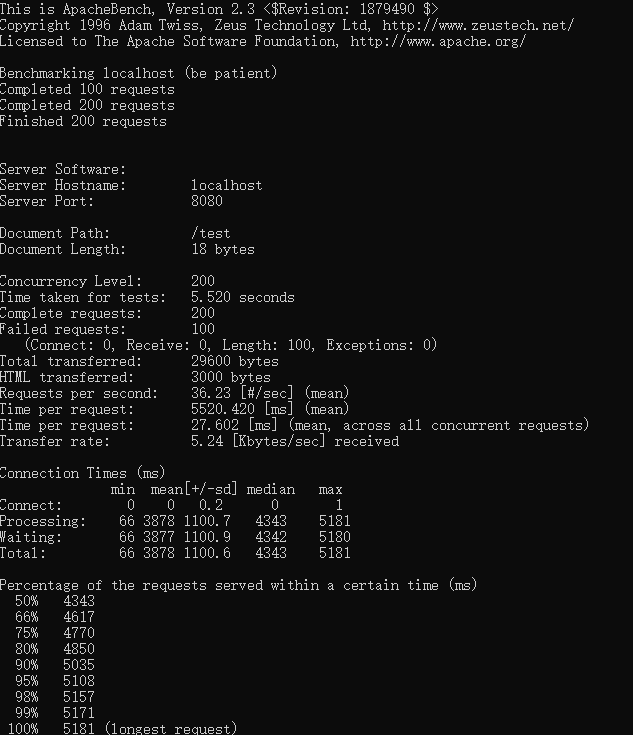 This is ApacheBench, Version 2.3 <$Revision: 1879490 $>
Copyright 1996 Adam Twiss, Zeus Technology Ltd, http://www.zeustech.net/
Licensed to The Apache Software Foundation, http://www.apache.org/
Benchmarking localhost (be patient)
Completed 100 requests
Completed 200 requests
Finished 200 requests
Server Software:
Server Hostname:        localhost
Server Port:            8080
Document Path:          /test
Document Length:        18 bytes
Concurrency Level:      200
Time taken for tests:   5.520 seconds
Complete requests:      200
Failed requests:        100
   (Connect: 0, Receive: 0, Length: 100, Exceptions: 0)
Total transferred:      29600 bytes
HTML transferred:       3000 bytes
Requests per second:    36.23 [#/sec] (mean)
Time per request:       5520.420 [ms] (mean)
Time per request:       27.602 [ms] (mean, across all concurrent requests)
Transfer rate:          5.24 [Kbytes/sec] received
Connection Times (ms)
              min  mean[+/-sd] median   max
Connect:        0    0   0.2      0       1
Processing:    66 3878 1100.7   4343    5181
Waiting:       66 3877 1100.9   4342    5180
Total:         66 3878 1100.6   4343    5181
Percentage of the requests served within a certain time (ms)
  50%   4343
  66%   4617
  75%   4770
  80%   4850
  90%   5035
  95%   5108
  98%   5157
  99%   5171
 100%   5181 (longest request)